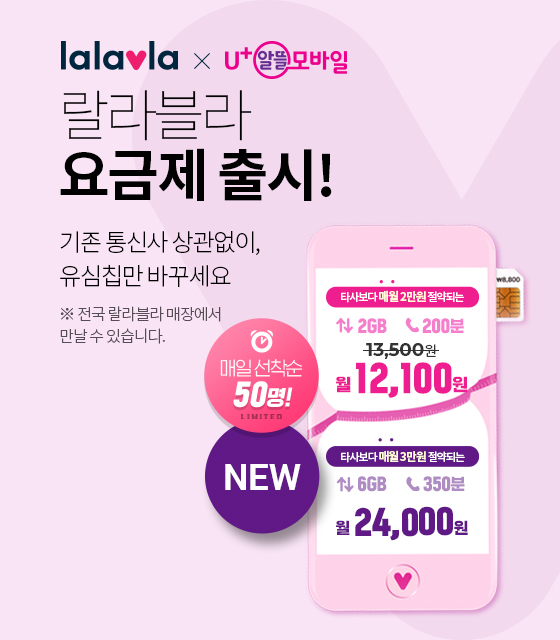 lalavla × U+알뜰모바일
랄라블라
요금제 출시!
기존 통신사 상관없이,
유심칩만 바꾸세요
※ 전국 랄라블라 매장에서
만날 수 있습니다.
₩8,800
타사보다 매월 2만원 절약되는
2GB 200분
13,500원
월 12,100원
매일 선착순
50명!
LIMITED
NEW
타사보다 매월 3만원 절약되는
6GB 350분
월 24,000원